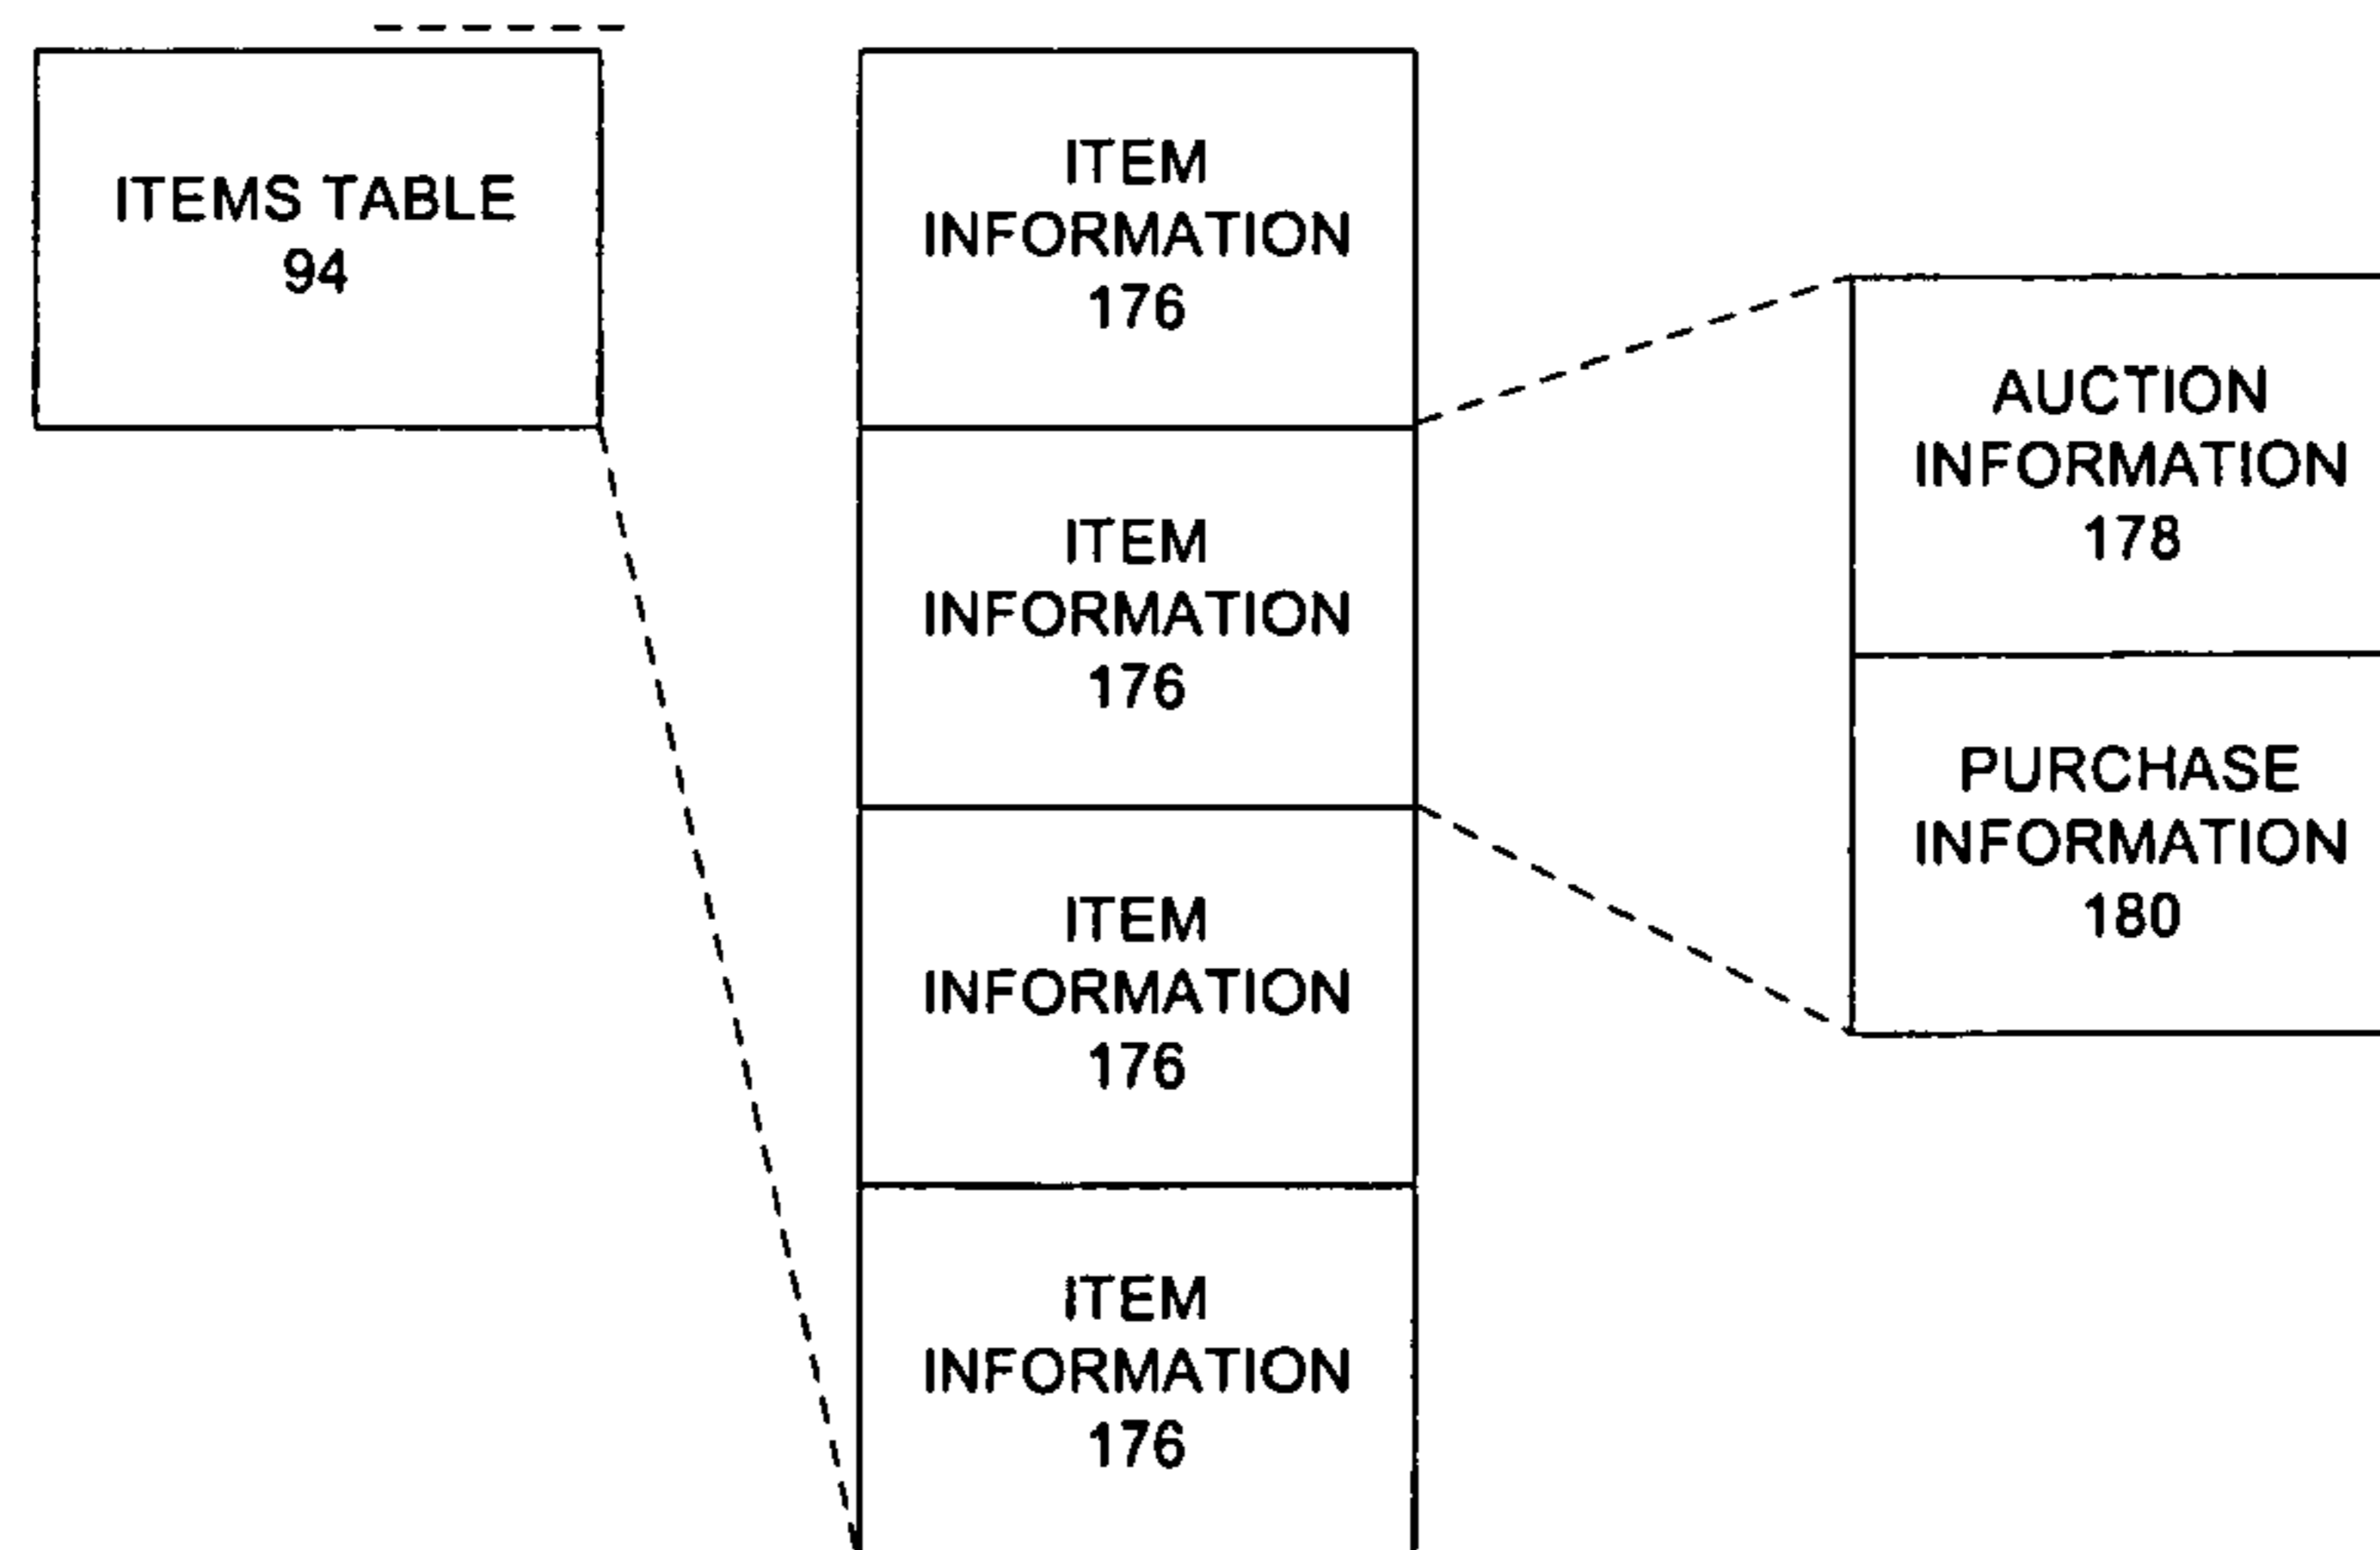 ITEMS TABLE
94
ITEM
INFORMATION
176
ITEM
INFORMATION
176
ITEM
INFORMATION
176
ITEM
INFORMATION
176
AUCTION
INFORMATION
178
PURCHASE
INFORMATION
180